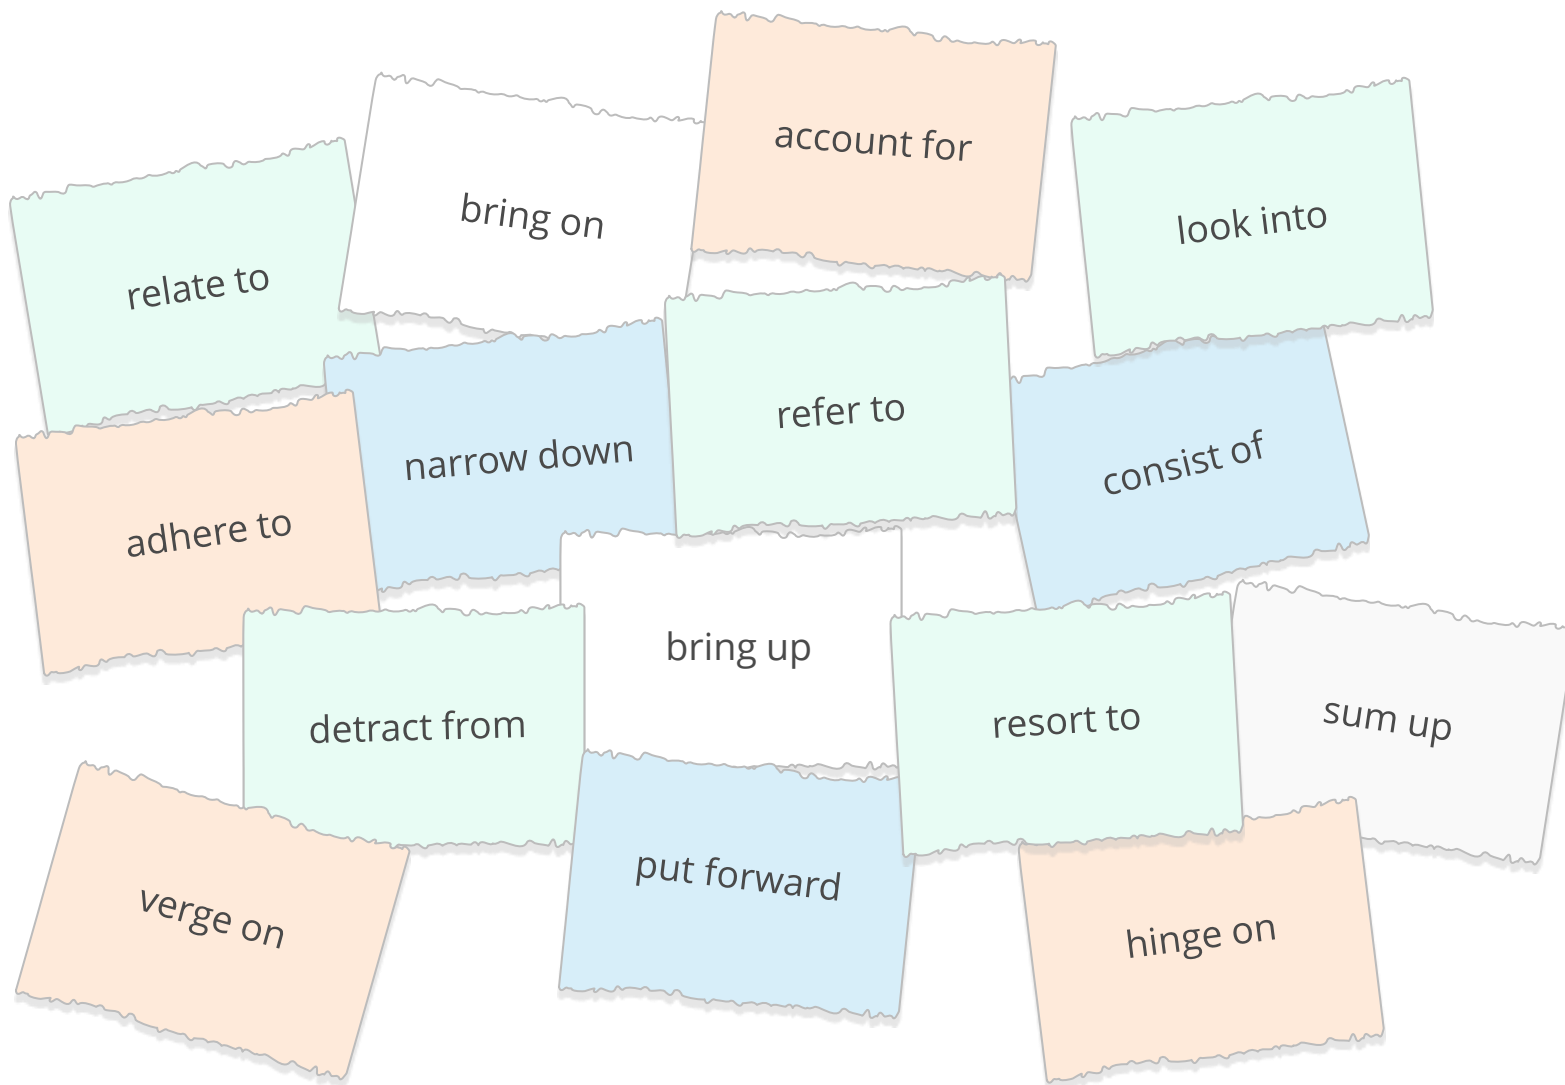 account for
bring on
look into
relate to
refer to
narrow down
consist of
adhere to
bring up
detract from
resort to
sum up
put forward
verge on
hinge on